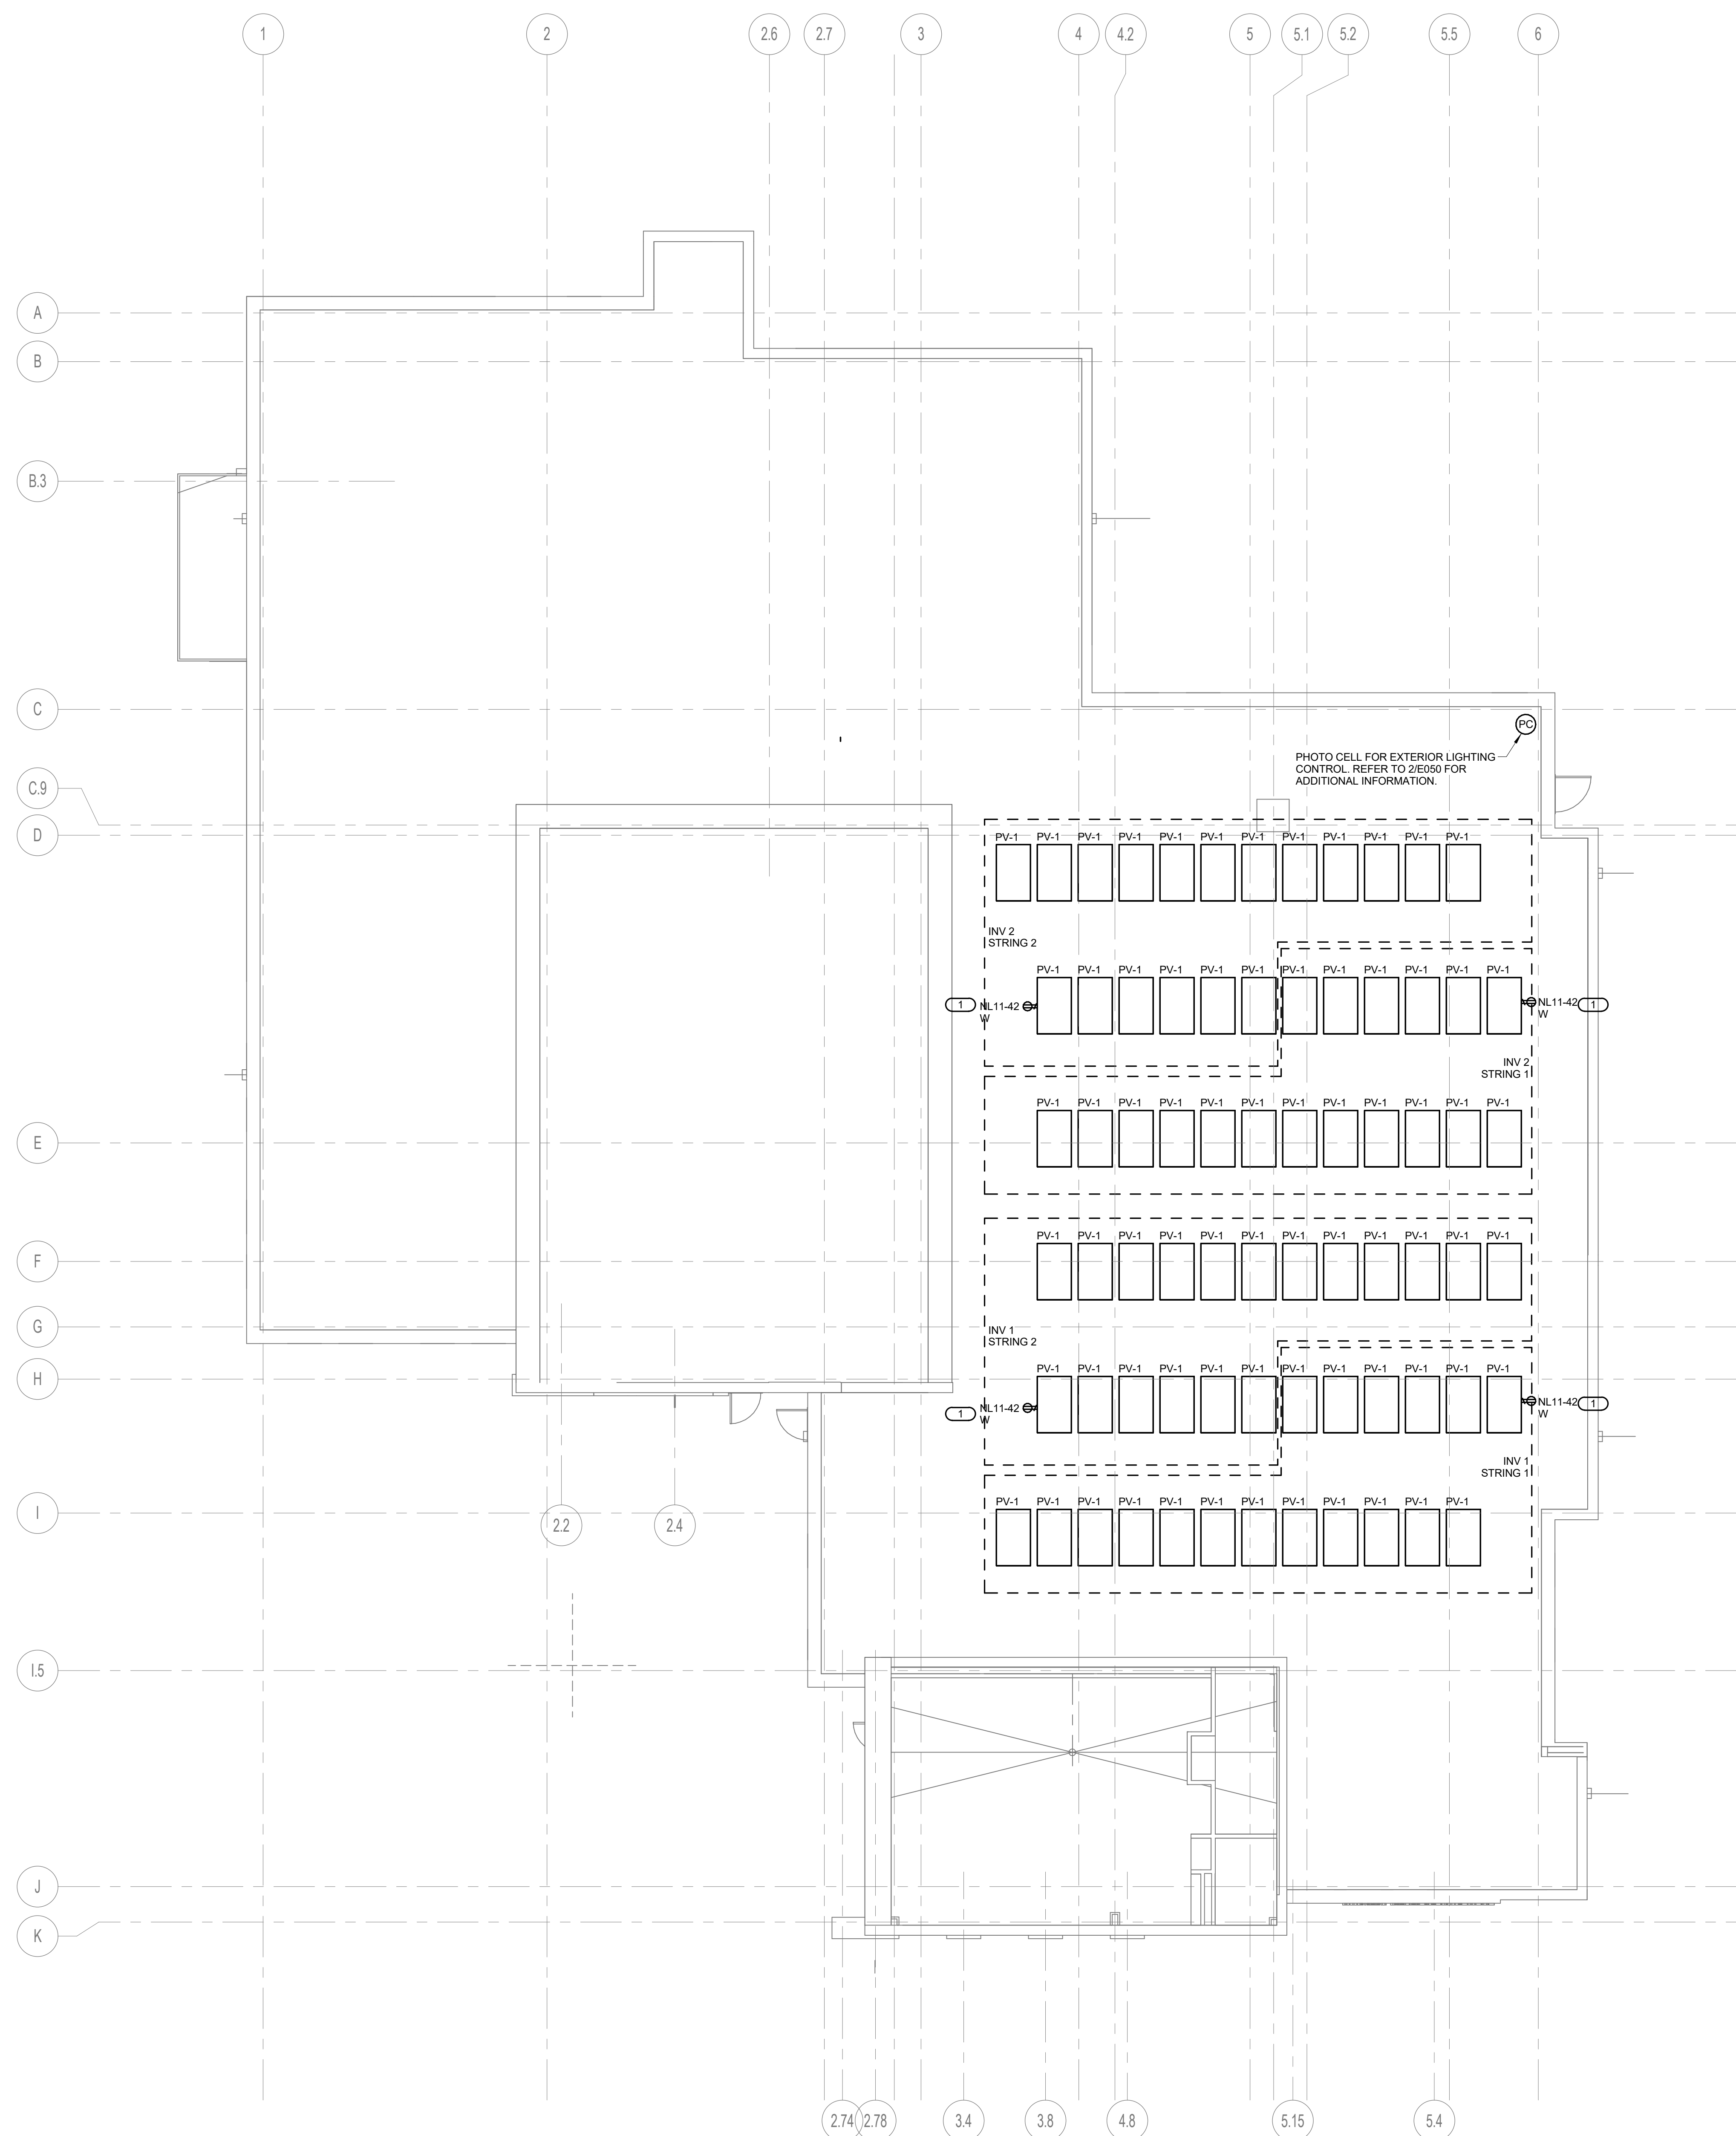 1 2 2.6 2.7 3 4 4.2 5 5.1 5.2 5.5 6
A
B
B.3
C
PC
PHOTO CELL FOR EXTERIOR LIGHTING
CONTROL. REFER TO 2/E050 FOR
ADDITIONAL INFORMATION.
C.9
D
PV-1 PV-1 PV-1 PV-1 PV-1 PV-1 PV-1 PV-1 PV-1 PV-1 PV-1 PV-1
INV 2
STRING 2
PV-1 PV-1 PV-1 PV-1 PV-1 PV-1 PV-1 PV-1 PV-1 PV-1 PV-1 PV-1
1 NL11-42
W
NL11-42 1
W
INV 2
STRING 1
PV-1 PV-1 PV-1 PV-1 PV-1 PV-1 PV-1 PV-1 PV-1 PV-1 PV-1 PV-1
E
PV-1 PV-1 PV-1 PV-1 PV-1 PV-1 PV-1 PV-1 PV-1 PV-1 PV-1 PV-1
F
G
INV 1
STRING 2
PV-1 PV-1 PV-1 PV-1 PV-1 PV-1 PV-1 PV-1 PV-1 PV-1 PV-1 PV-1
H
1 NL11-42
W
NL11-42 1
W
INV 1
STRING 1
PV-1 PV-1 PV-1 PV-1 PV-1 PV-1 PV-1 PV-1 PV-1 PV-1 PV-1 PV-1
I
2.2 2.4
I.5
J
K
2.74 2.78 3.4 3.8 4.8 5.15 5.4